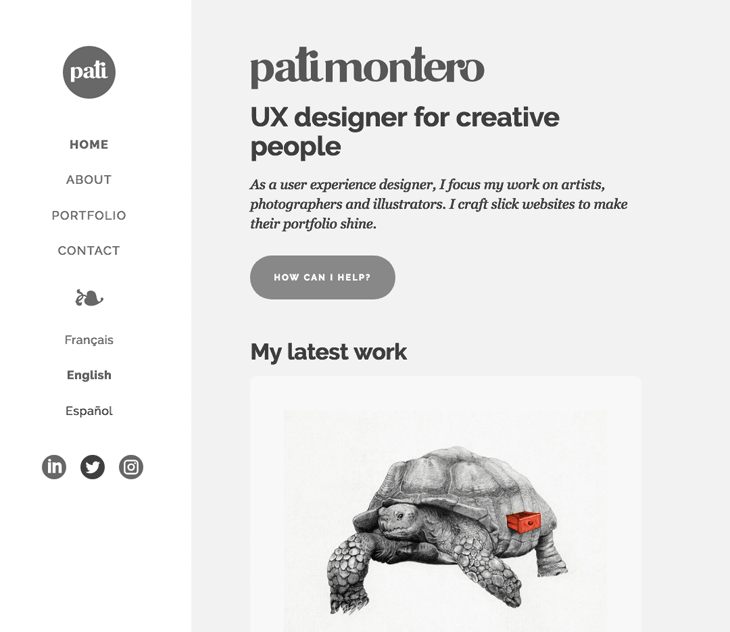 pati
HOME
ABOUT
PORTFOLIO
CONTACT
Français
English
Español
in
patimontero
UX designer for creative
people
As a user experience designer, I focus my work on artists,
photographers and illustrators. I craft slick websites to make
their portfolio shine.
HOW CAN I HELP?
My latest work